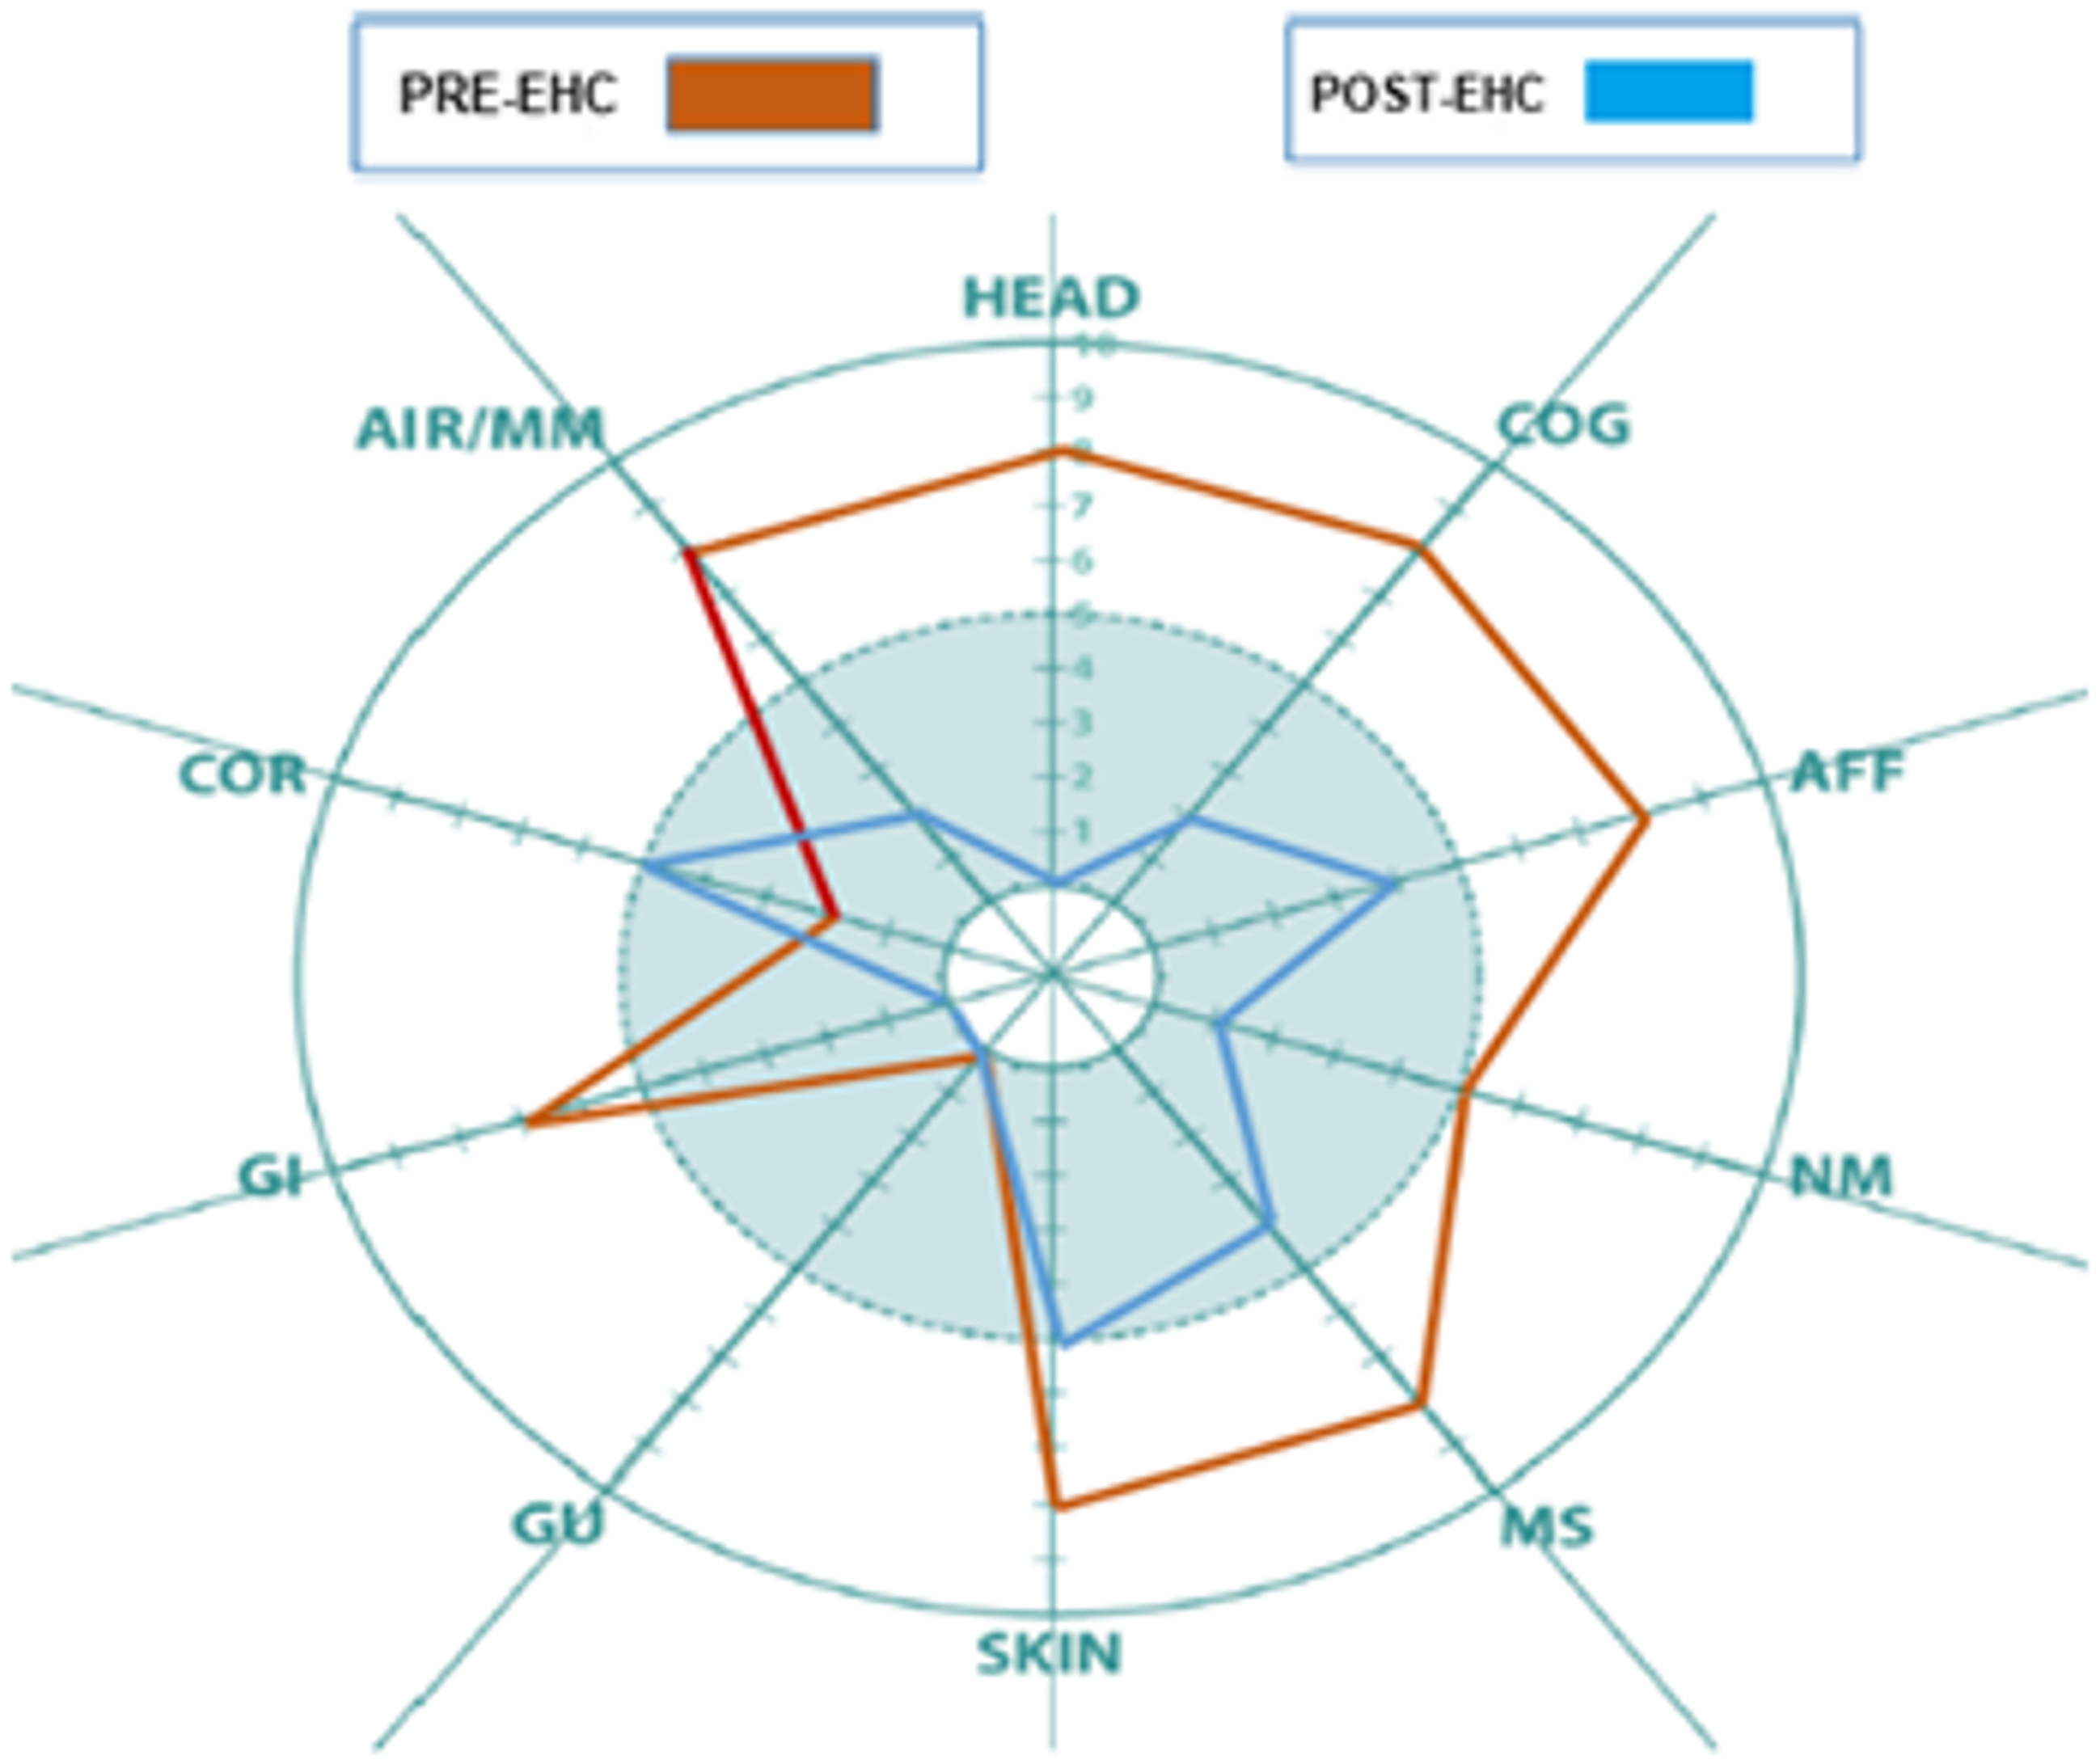 PRE-EHC
POST-EHC
HEAD
10
9
8
7
6
5
4
3
2
1
AIR/MM
COG
COR
AFF
GI
NM
GU
MS
SKIN